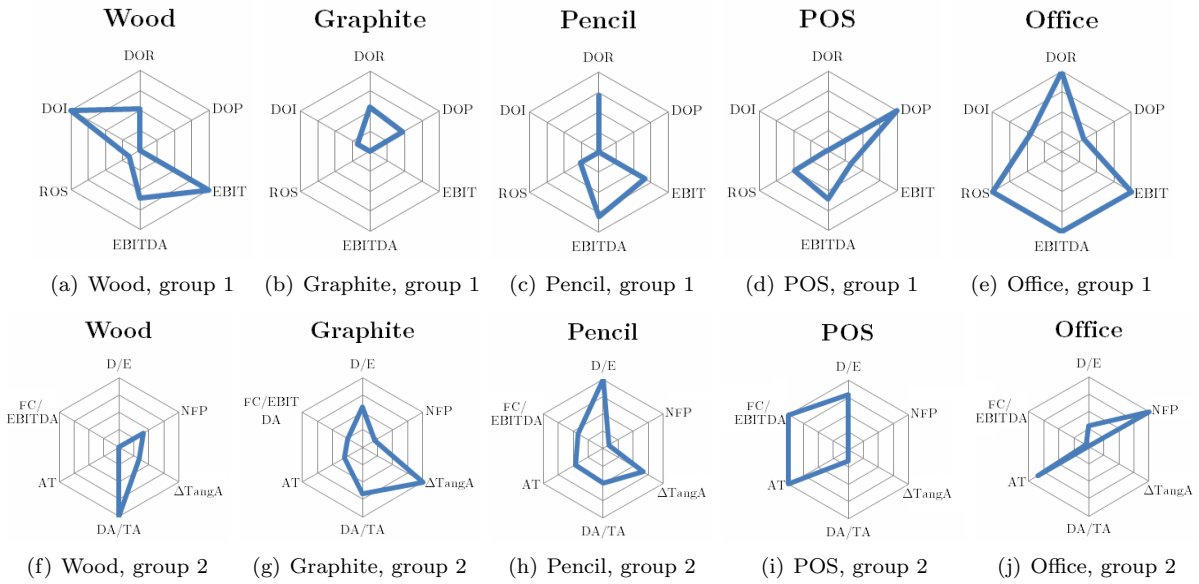 Wood Graphite Pencil POS Office
DOR DOR DOR DOR DOR
DOI DOP DOI DOP DOI DOP DOI DOP DOI DOP
ROS EBIT ROS EBIT ROS EBIT ROS EBIT ROS EBIT
EBITDA EBITDA EBITDA EBITDA EBITDA
(a) Wood, group 1 (b) Graphite, group 1 (c) Pencil, group 1 (d) POS, group 1 (e) Office, group 1
Wood Graphite Pencil POS Office
D/E D/E D/E D/E D/E
FC/ NFP FC/EBIT NFP FC/ NFP FC/ NFP FC/ NFP
EBITDA DA EBITDA EBITDA EBITDA
AT ΔTangA AT ΔTangA AT ΔTangA AT ΔTangA AT ΔTangA
DA/TA DA/TA DA/TA DA/TA DA/TA
(f) Wood, group 2 (g) Graphite, group 2 (h) Pencil, group 2 (i) POS, group 2 (j) Office, group 2